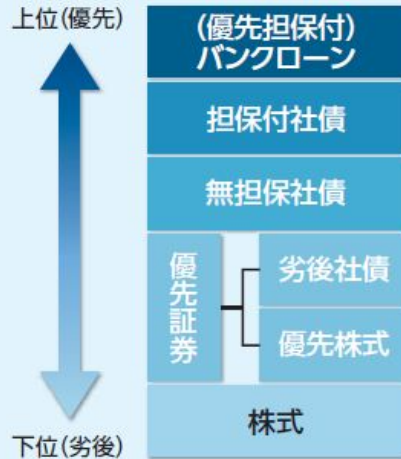 上位(優先)
(優先担保付)
バンクローン
担保付社債
無担保社債
優先証券
劣後社債
優先株式
株式
下位(劣後)